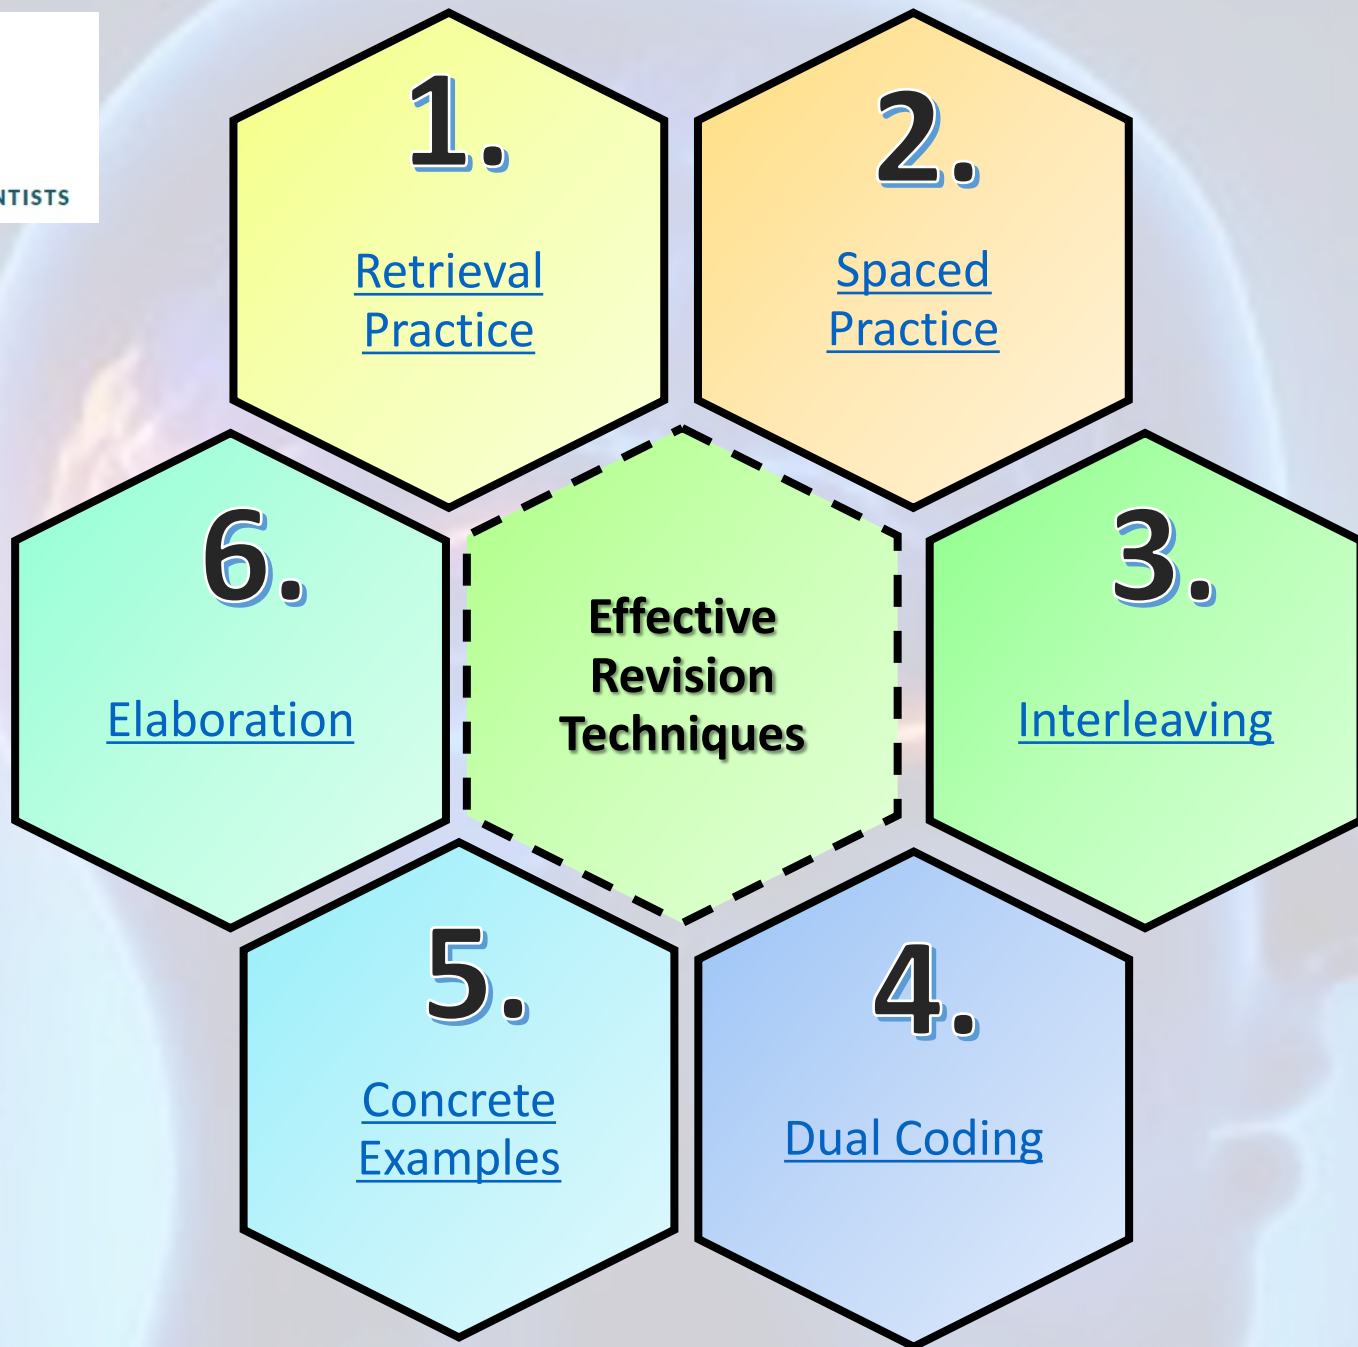 1.
Retrieval
Practice
2.
Spaced
Practice
3.
Interleaving
4.
Dual Coding
5.
Concrete
Examples
6.
Elaboration
Effective
Revision
Techniques